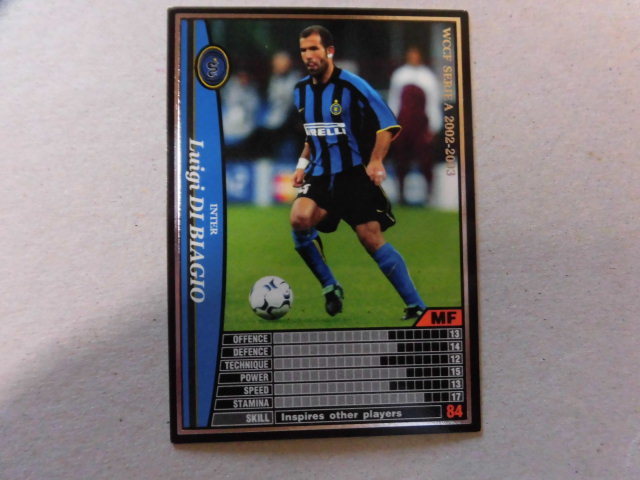 WCCF SERIE A 2002-2003
PIRELLI
INTER
Luigi DI BIAGIO
MF
OFFENCE 13
DEFENCE 14
TECHNIQUE 12
POWER 15
SPEED 13
STAMINA 17
SKILL Inspires other players 84